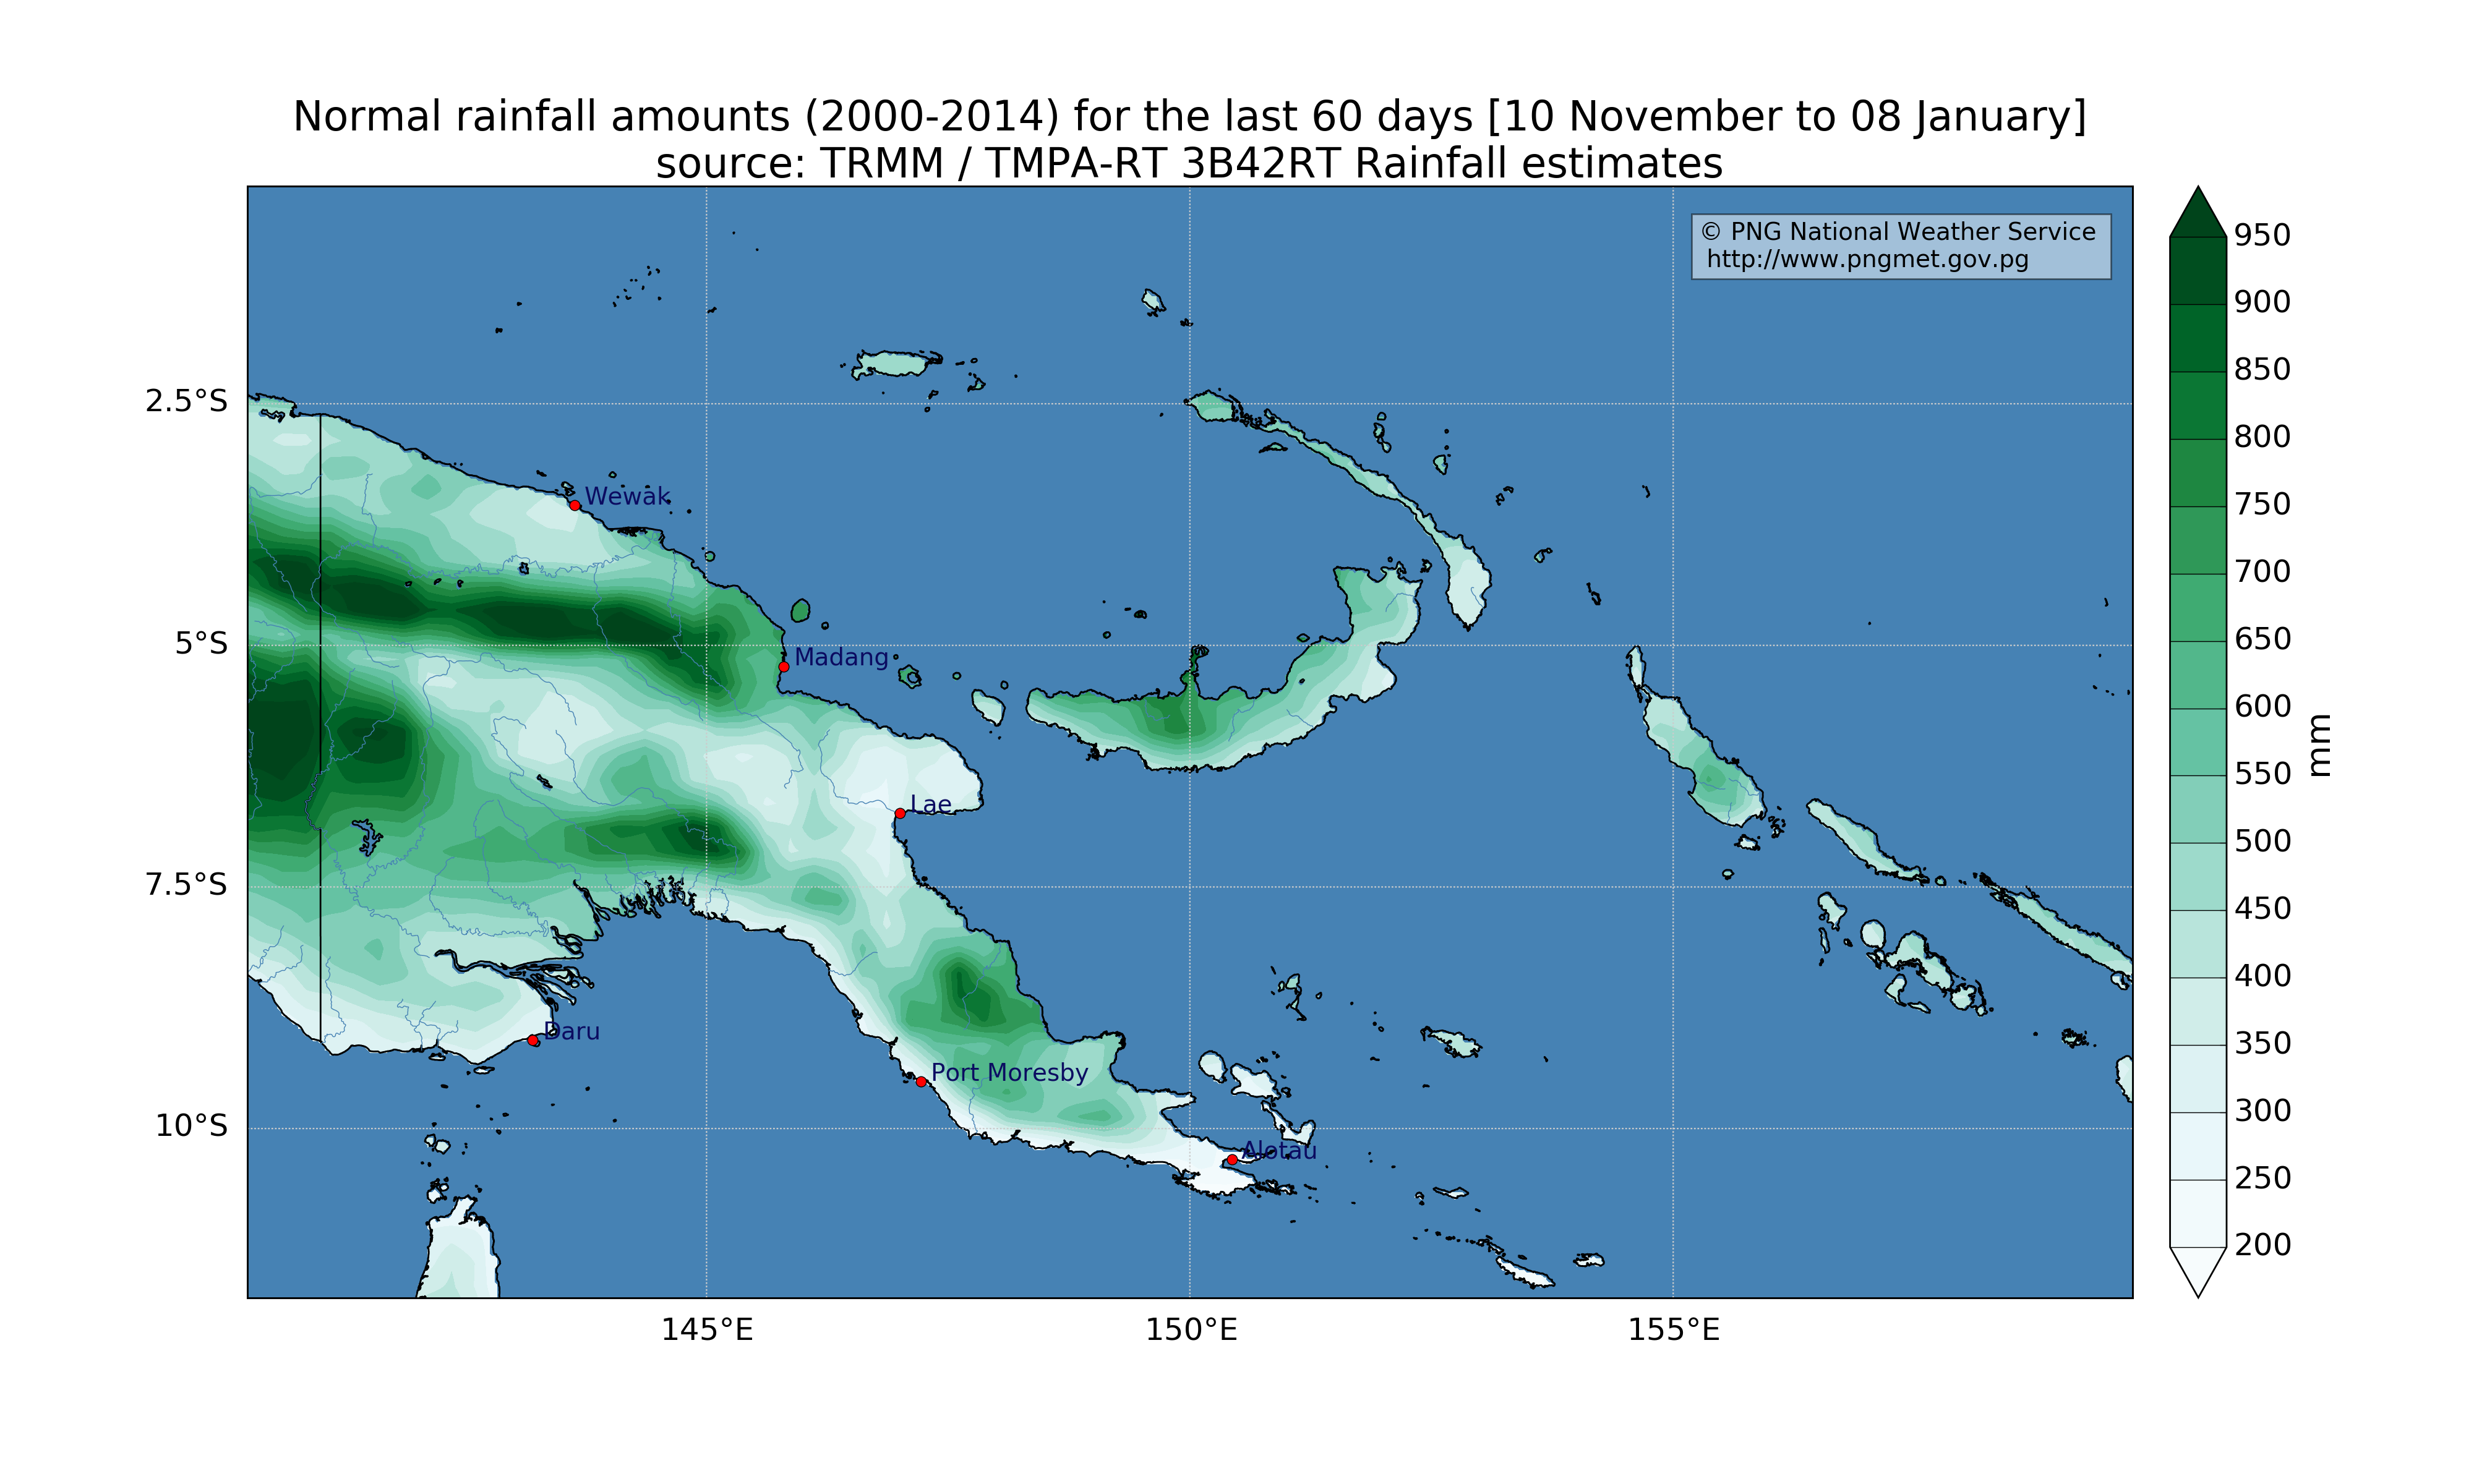 Normal rainfall amounts (2000-2014) for the last 60 days [10 November to 08 January]
source: TRMM / TMPA-RT 3B42RT Rainfall estimates
© PNG National Weather Service
http://www.pngmet.gov.pg
950
900
850
800
750
700
650
600
550
500
450
400
350
300
250
200
mm
2.5°S
5°S
7.5°S
10°S
Wewak
Madang
Lae
Daru
Port Moresby
Alotau
145°E
150°E
155°E